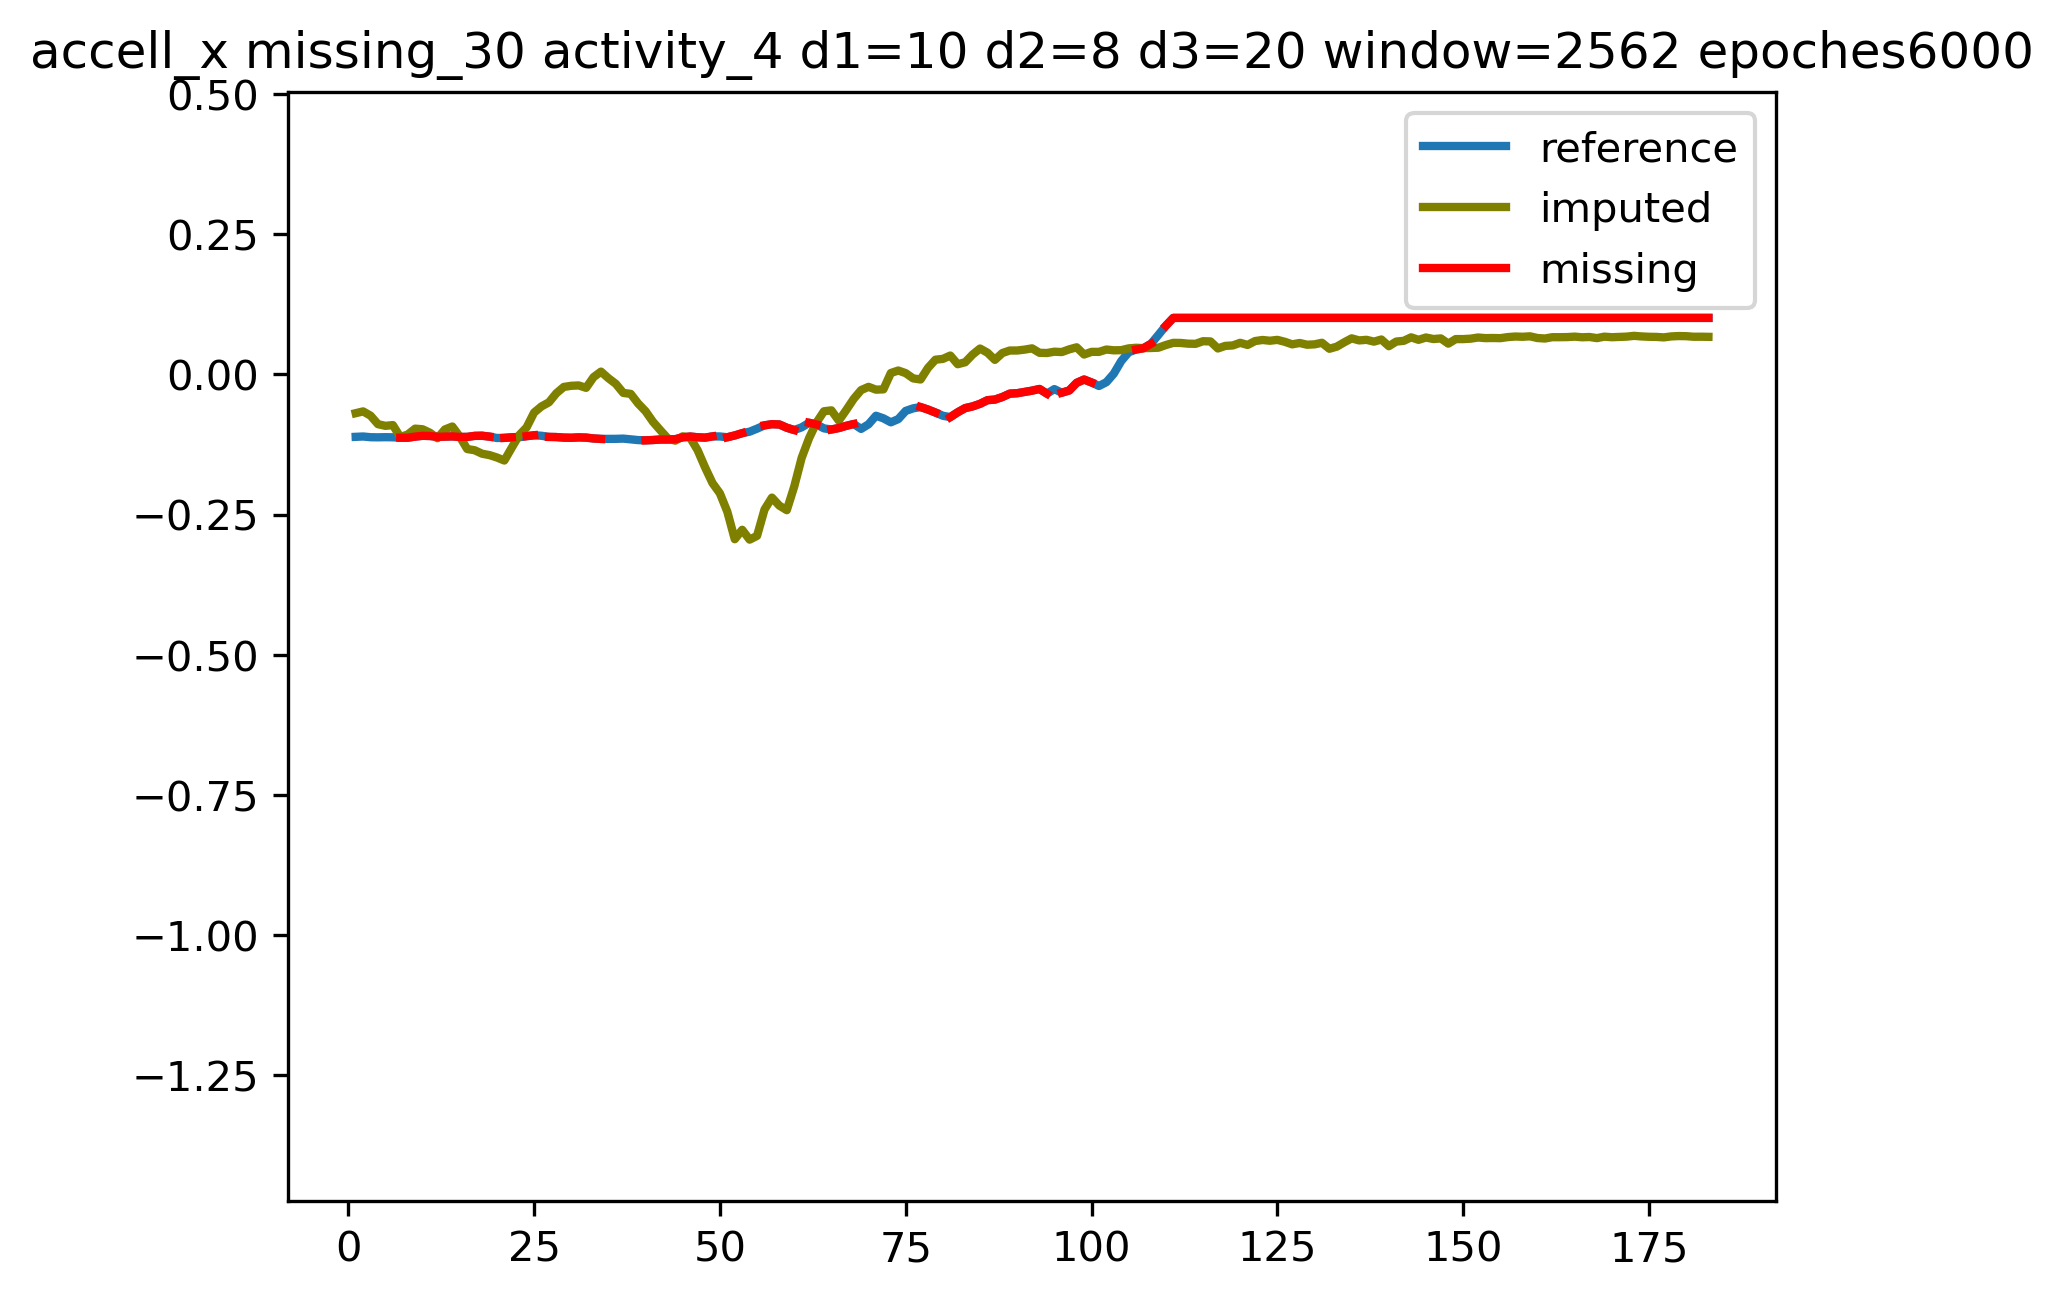 accell_x missing_30 activity_4 d1=10 d2=8 d3=20 window=2562 epoches6000
0.50
0.25
0.00
−0.25
−0.50
−0.75
−1.00
−1.25
reference
imputed
missing
0 25 50 75 100 125 150 175